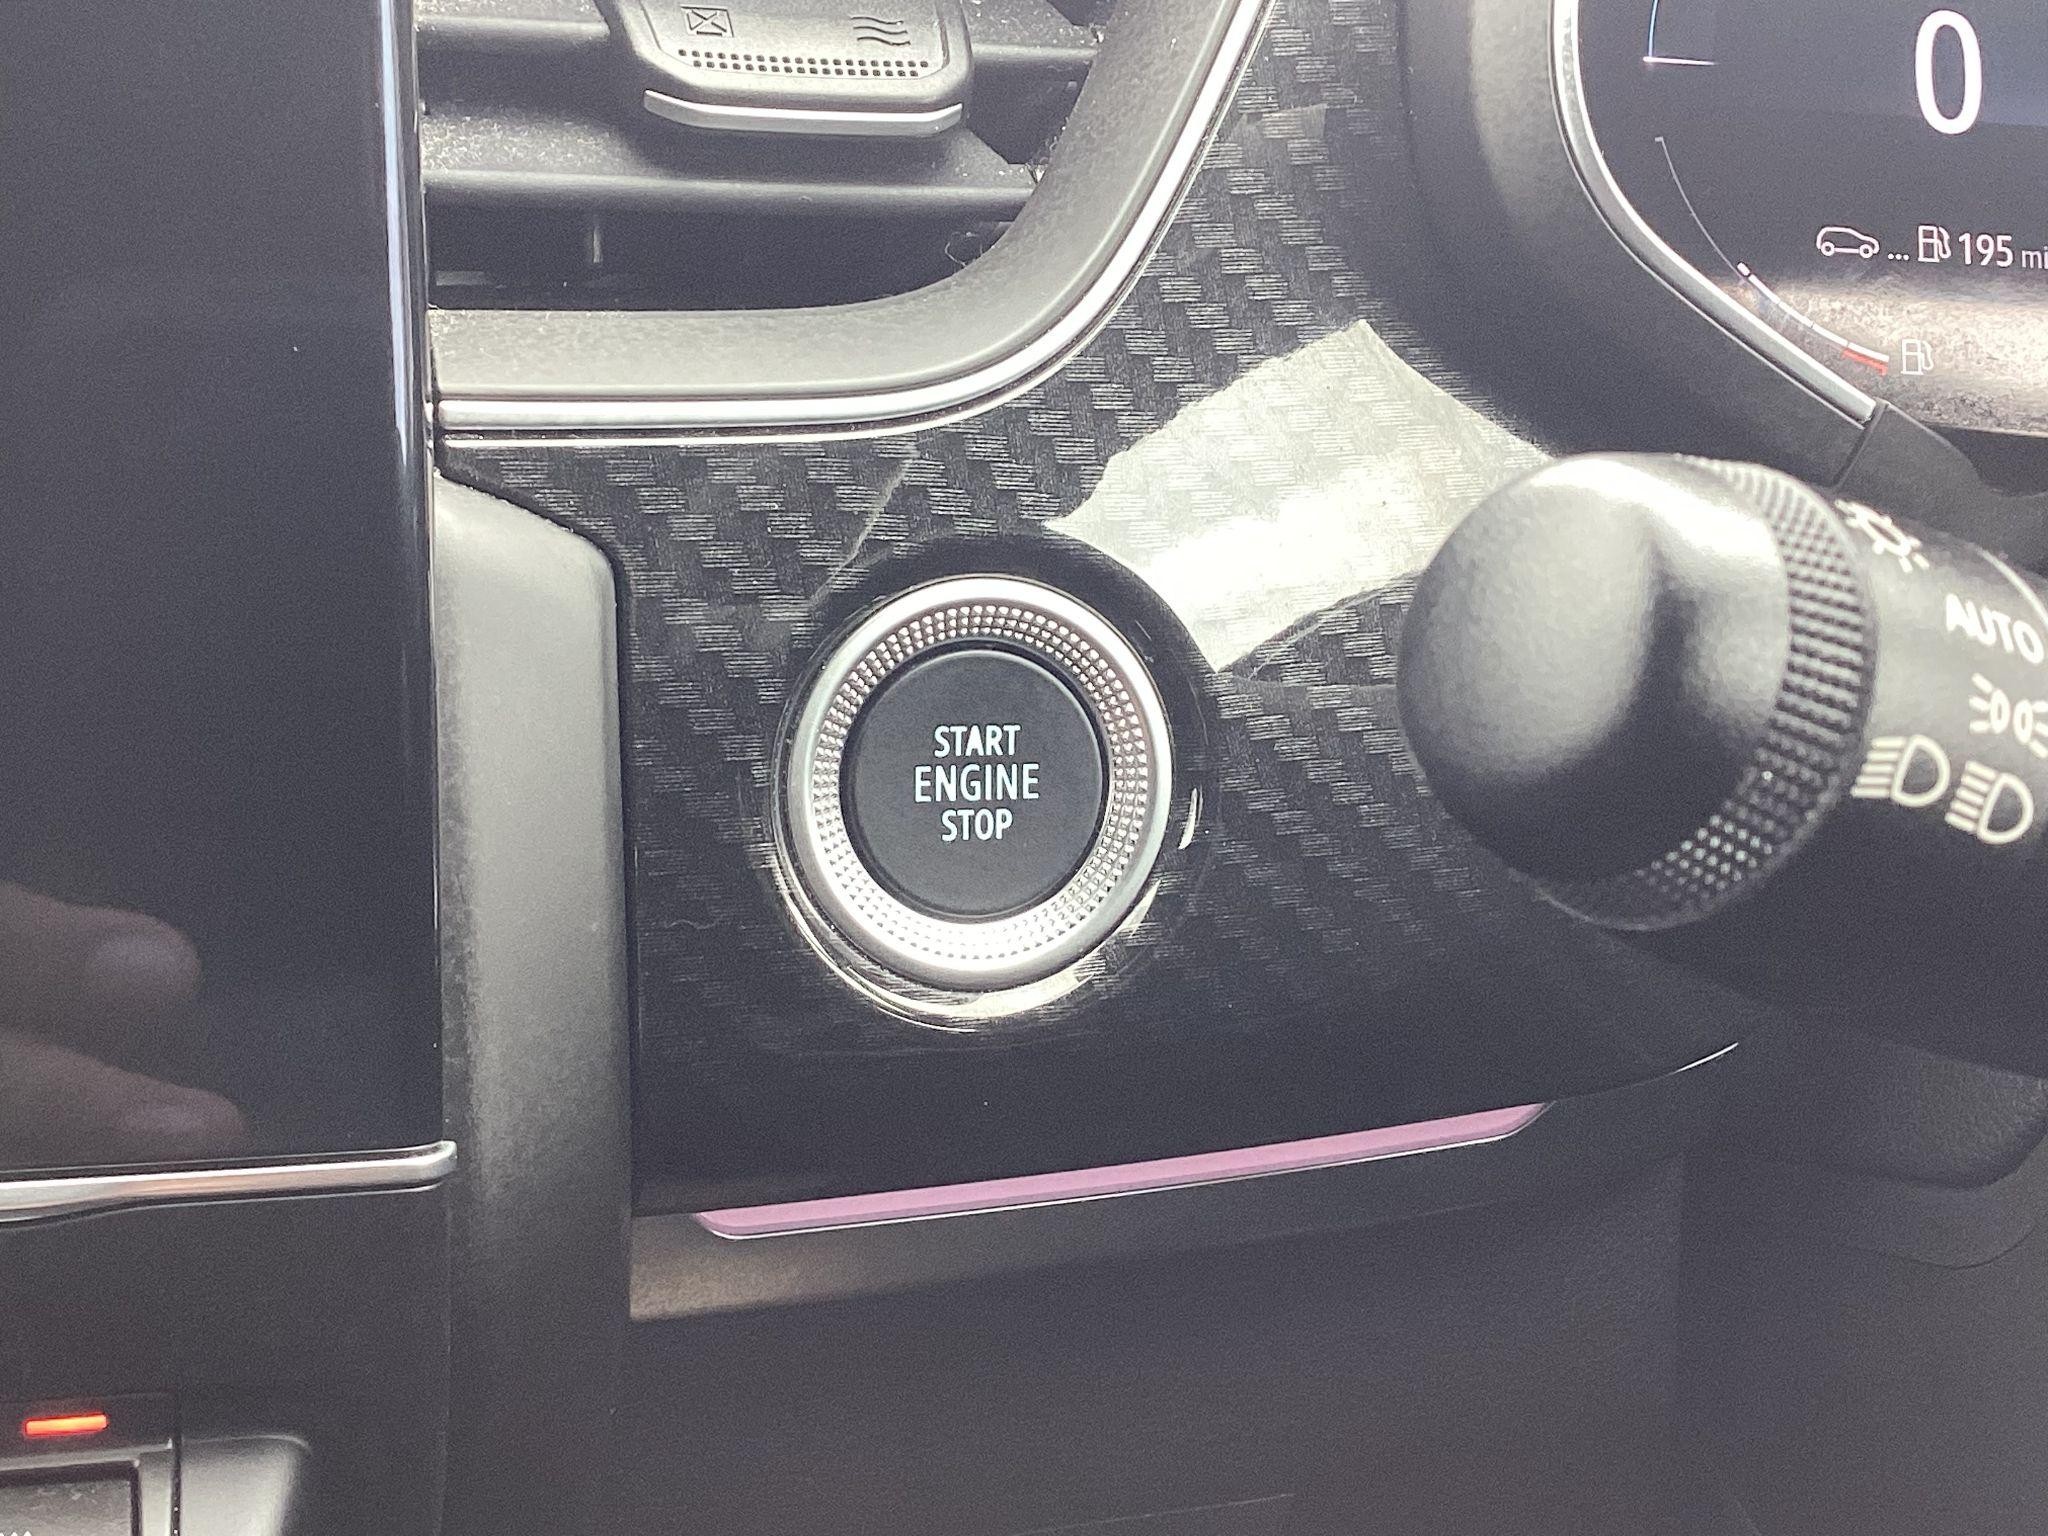 0
... 195 mi
AUTO
START
ENGINE
STOP